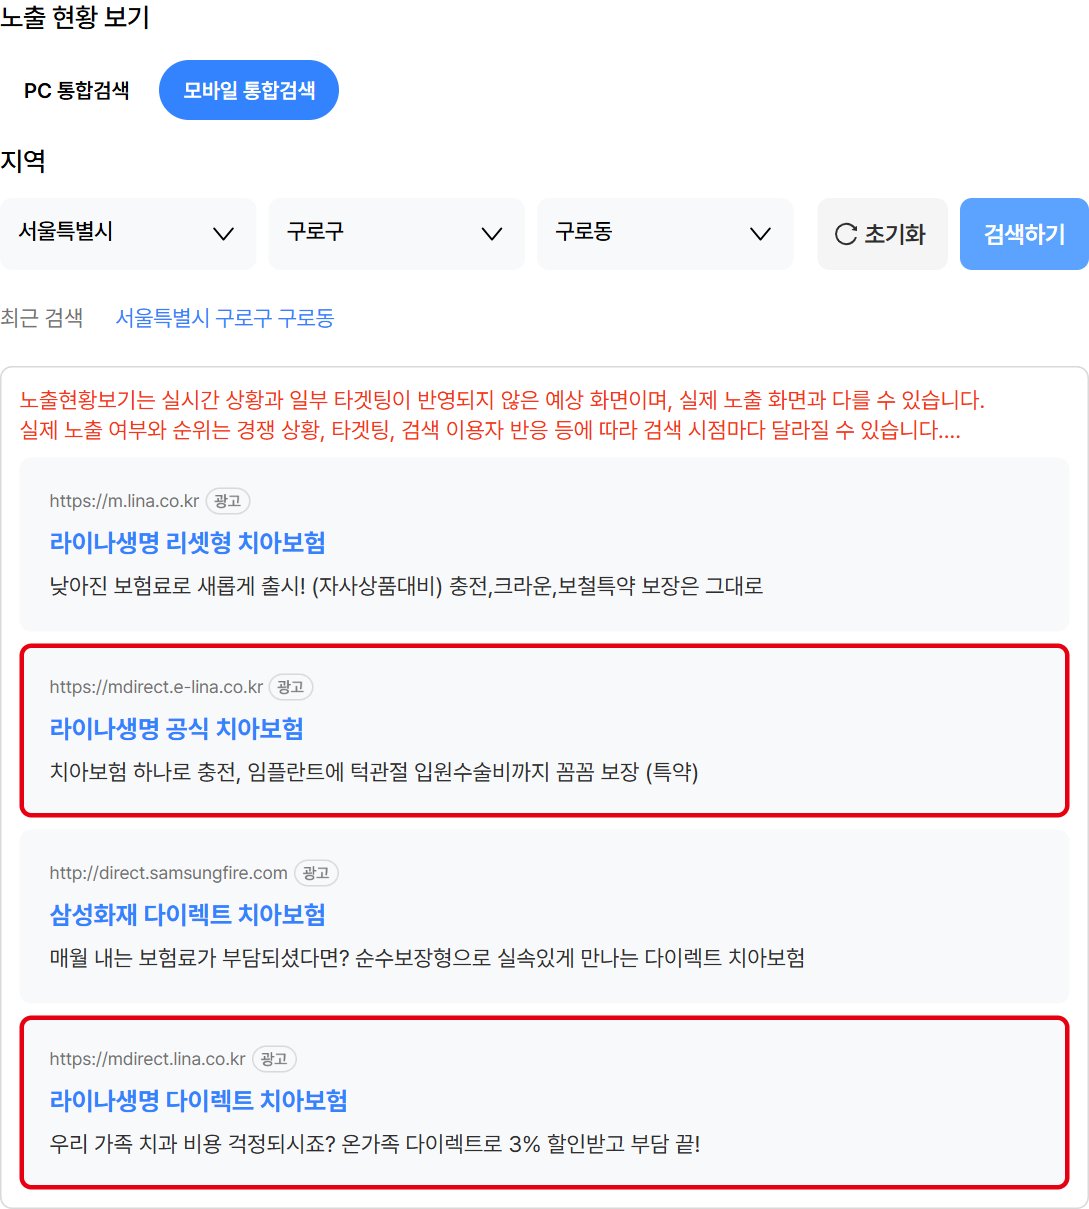 노출 현황 보기
PC 통합검색
모바일 통합검색
지역
서울특별시
구로구
구로동
초기화
검색하기
최근 검색
서울특별시 구로구 구로동
노출현황보기는 실시간 상황과 일부 타겟팅이 반영되지 않은 예상 화면이며, 실제 노출 화면과 다를 수 있습니다.
실제 노출 여부와 순위는 경쟁 상황, 타겟팅, 검색 이용자 반응 등에 따라 검색 시점마다 달라질 수 있습니다....
https://m.lina.co.kr 광고
라이나생명 리셋형 치아보험
낮아진 보험료로 새롭게 출시! (자사상품대비) 충전,크라운,보철특약 보장은 그대로
https://mdirect.e-lina.co.kr 광고
라이나생명 공식 치아보험
치아보험 하나로 충전, 임플란트에 턱관절 입원수술비까지 꼼꼼 보장 (특약)
http://direct.samsungfire.com 광고
삼성화재 다이렉트 치아보험
매월 내는 보험료가 부담되셨다면? 순수보장형으로 실속있게 만나는 다이렉트 치아보험
https://mdirect.lina.co.kr 광고
라이나생명 다이렉트 치아보험
우리 가족 치과 비용 걱정되시죠? 온가족 다이렉트로 3% 할인받고 부담 끝!